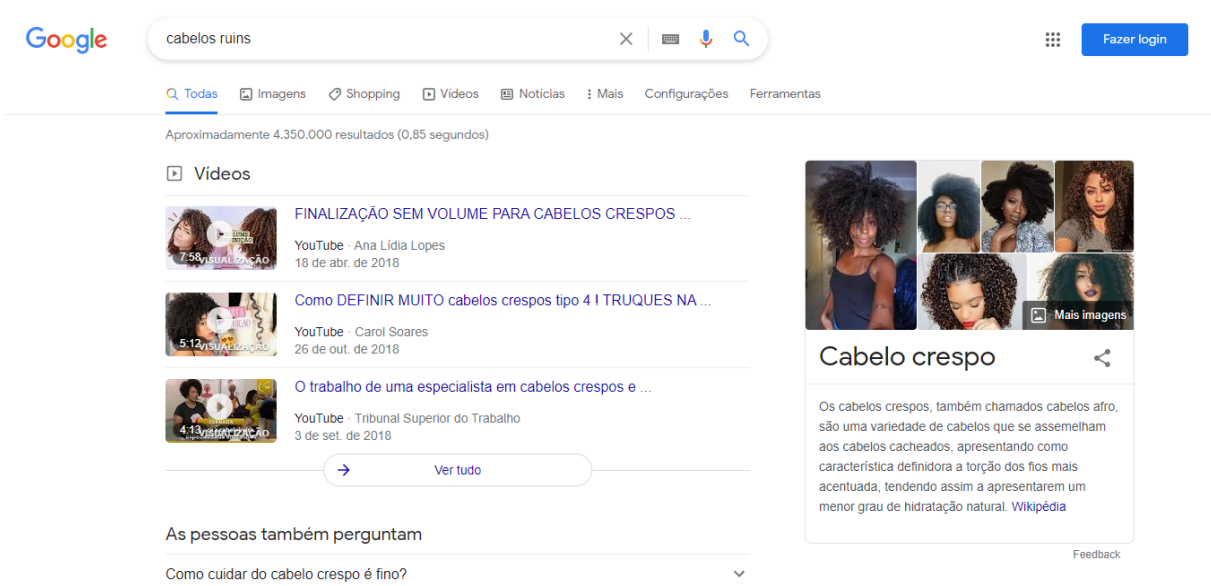 Google
cabelos ruins
Fazer login
Todas
Imagens
Shopping
Vídeos
Notícias
Mais
Configurações
Ferramentas
Aproximadamente 4.350.000 resultados (0,85 segundos)
Vídeos
FINALIZAÇÃO SEM VOLUME PARA CABELOS CRESPOS ...
YouTube · Ana Lídia Lopes
18 de abr. de 2018
7:58
VISUALIZAÇÃO
Como DEFINIR MUITO cabelos crespos tipo 4 ! TRUQUES NA ...
YouTube · Carol Soares
26 de out. de 2018
5:12
VISUALIZAÇÃO
O trabalho de uma especialista em cabelos crespos e ...
YouTube · Tribunal Superior do Trabalho
3 de set. de 2018
4:13
VISUALIZAÇÃO
Ver tudo
As pessoas também perguntam
Como cuidar do cabelo crespo é fino?
Mais imagens
Cabelo crespo
Os cabelos crespos, também chamados cabelos afro,
são uma variedade de cabelos que se assemelham
aos cabelos cacheados, apresentando como
característica definidora a torção dos fios mais
acentuada, tendendo assim a apresentarem um
menor grau de hidratação natural. Wikipédia
Feedback